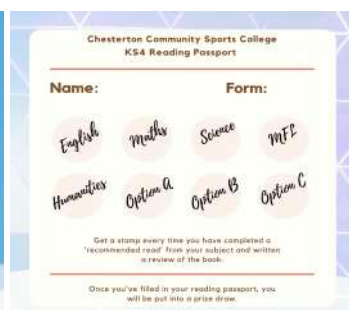 Chesterton Community Sports College
KS4 Reading Passport
Name: Form:
English Maths Science MFL
Humanities Option A Option B Option C
Get a stamp every time you have completed a
'recommended read' from your subject and written
a review of the book.
Once you've filled in your reading passport, you
will be put into a prize draw.